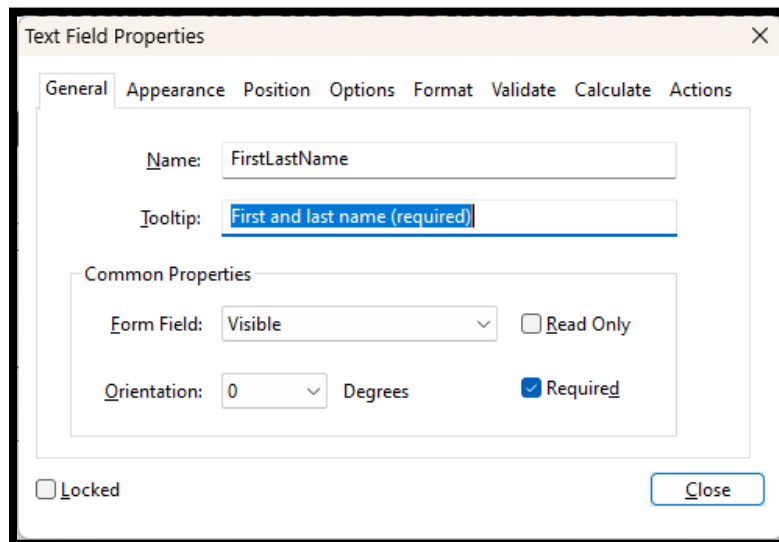 Text Field Properties
General Appearance Position Options Format Validate Calculate Actions
Name: FirstLastName
Tooltip: First and last name (required)
Common Properties
Form Field: Visible Read Only
Orientation: 0 Degrees Required
Locked Close